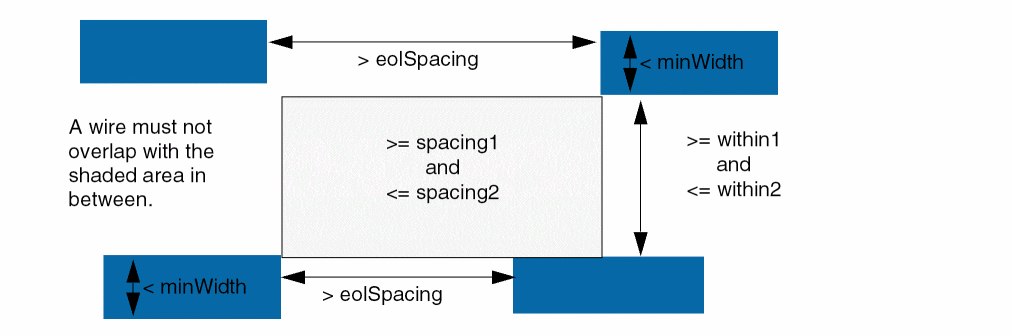 > eolSpacing
< minWidth
A wire must not
overlap with the
shaded area in
between.
>= spacing1
and
<= spacing2
>= within1
and
<= within2
< minWidth
> eolSpacing